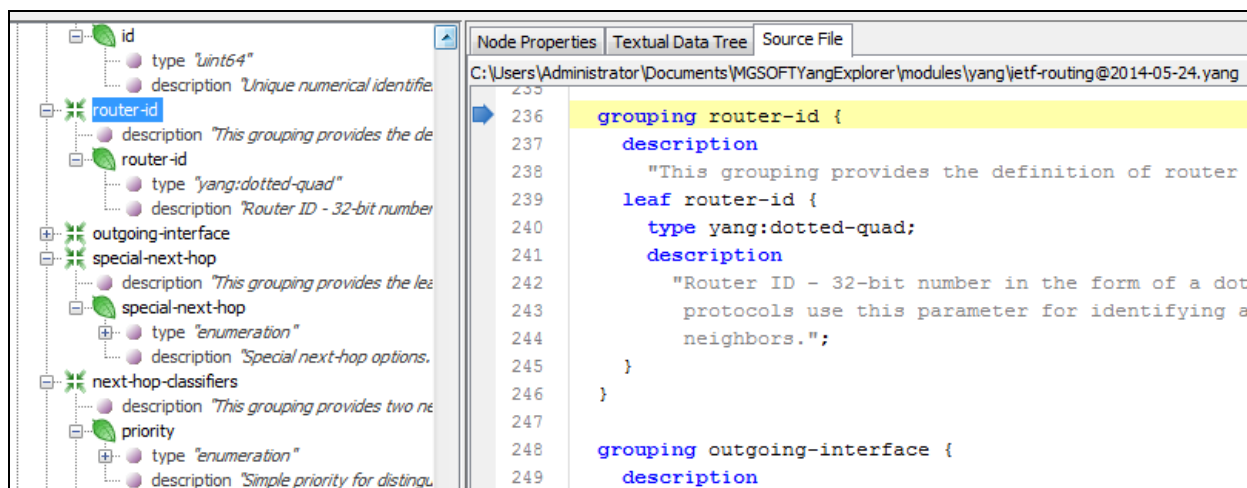 id
type "uint64"
description "Unique numerical identifie
router-id
description "This grouping provides the de
router-id
type "yang:dotted-quad"
description "Router ID - 32-bit number
outgoing-interface
special-next-hop
description "This grouping provides the lea
special-next-hop
type "enumeration"
description "Special next-hop options.
next-hop-classifiers
description "This grouping provides two ne
priority
type "enumeration"
description "Simple priority for distingu
Node Properties Textual Data Tree Source File
C:\Users\Administrator\Documents\MGSOFTYangExplorer\modules\yang\ietf-routing@2014-05-24.yang
235
236 grouping router-id {
237 description
238 "This grouping provides the definition of router
239 leaf router-id {
240 type yang:dotted-quad;
241 description
242 "Router ID - 32-bit number in the form of a dot
243 protocols use this parameter for identifying a
244 neighbors.";
245 }
246 }
247
248 grouping outgoing-interface {
249 description